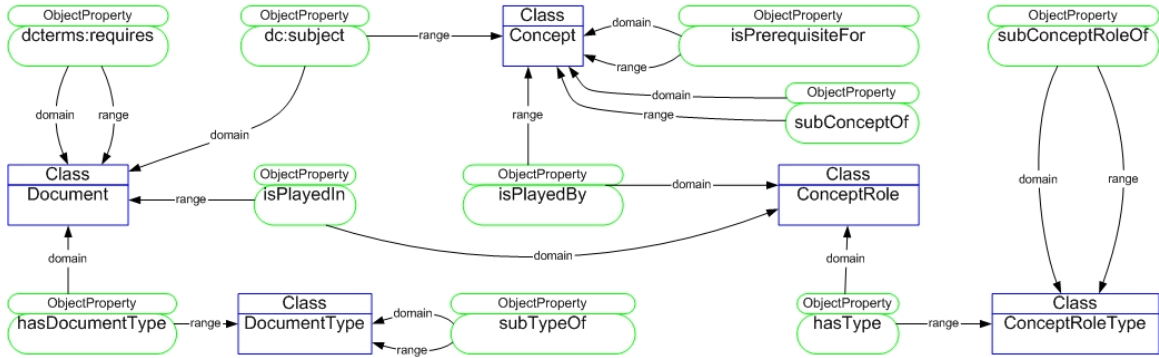 ObjectProperty
dcterms:requires
ObjectProperty
dc:subject
range
Class
Concept
domain
range
ObjectProperty
isPrerequisiteFor
ObjectProperty
subConceptRoleOf
domain
range
ObjectProperty
subConceptOf
domain
range
domain
range
Class
Document
range
ObjectProperty
isPlayedIn
range
ObjectProperty
isPlayedBy
domain
Class
ConceptRole
domain
range
domain
domain
domain
domain
ObjectProperty
hasDocumentType
range
Class
DocumentType
domain
range
ObjectProperty
subTypeOf
ObjectProperty
hasType
range
Class
ConceptRoleType